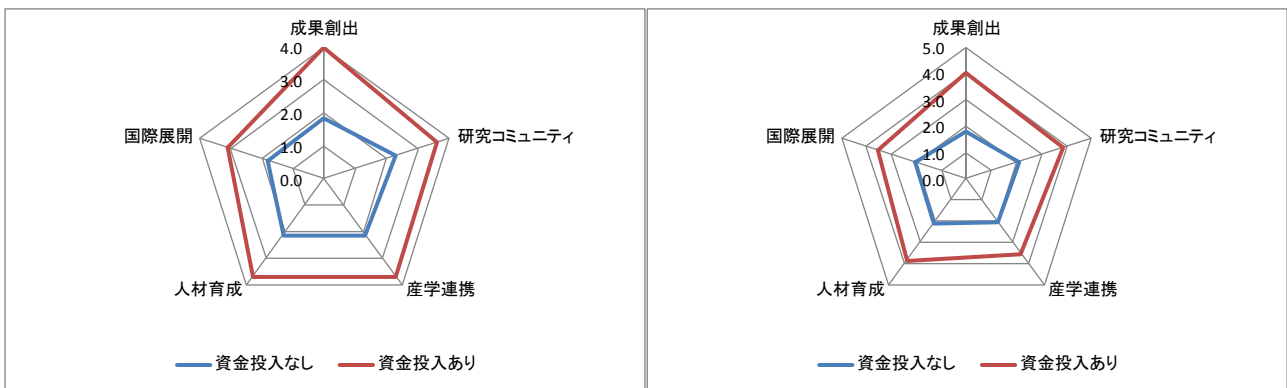 成果創出
4.0
3.0
2.0
1.0
0.0
研究コミュニティ
産学連携
人材育成
国際展開
資金投入なし
資金投入あり
成果創出
5.0
4.0
3.0
2.0
1.0
0.0
研究コミュニティ
産学連携
人材育成
国際展開
資金投入なし
資金投入あり